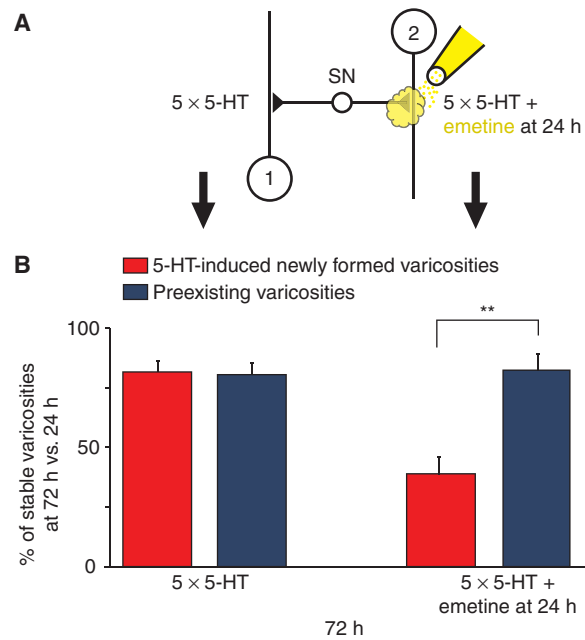 A
2
SN
5 × 5-HT
5 × 5-HT +
emetine at 24 h
1
B
5-HT-induced newly formed varicosities
Preexisting varicosities
**
100
50
0
% of stable varicosities
at 72 h vs. 24 h
5 × 5-HT
5 × 5-HT +
emetine at 24 h
72 h